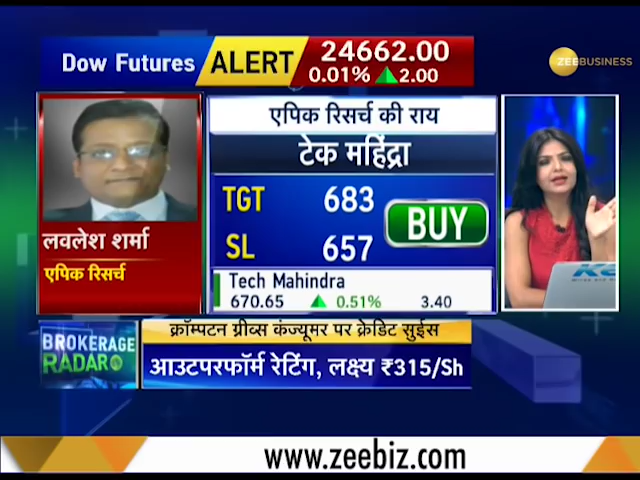 Dow Futures
ALERT
24662.00
0.01% 2.00
ZEEBUSINESS
एपिक रिसर्च की राय
टेक महिंद्रा
TGT 683
SL 657
BUY
Tech Mahindra
670.65 0.51% 3.40
लवलेश शर्मा
एपिक रिसर्च
BROKERAGE
RADAR
क्रॉम्पटन ग्रीव्स कंज्यूमर पर क्रेडिट सुईस
आउटपरफॉर्म रेटिंग, लक्ष्य ₹315/Sh
www.zeebiz.com